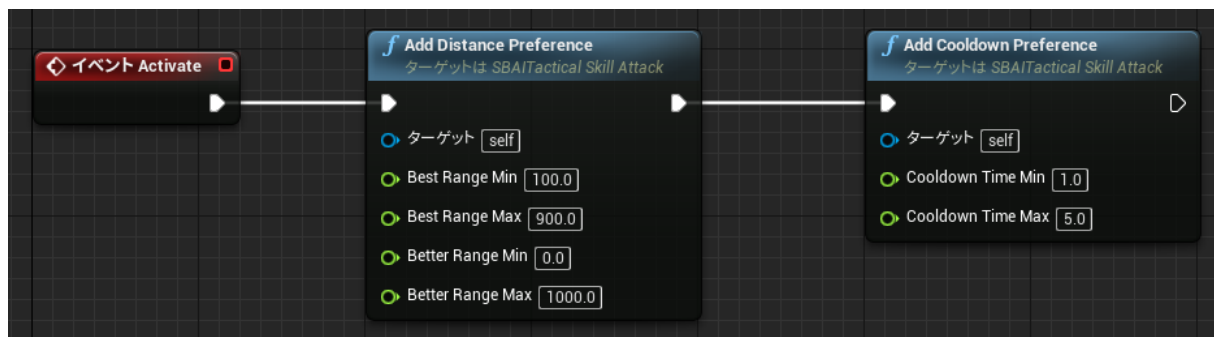 イベント Activate
Add Distance Preference
ターゲットは SBAITactical Skill Attack
ターゲット self
Best Range Min 100.0
Best Range Max 900.0
Better Range Min 0.0
Better Range Max 1000.0
Add Cooldown Preference
ターゲットは SBAITactical Skill Attack
ターゲット self
Cooldown Time Min 1.0
Cooldown Time Max 5.0